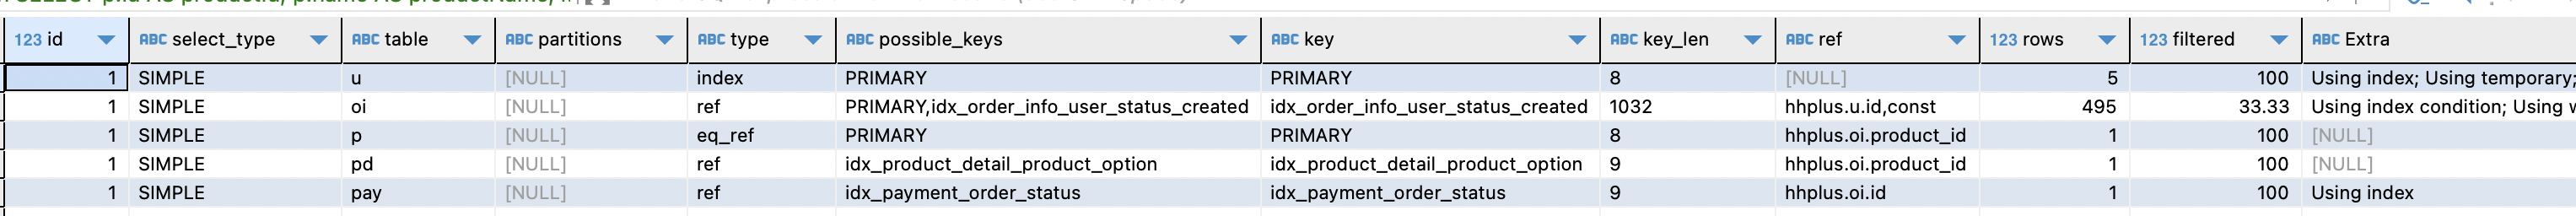 123 id ABC select_type ABC table ABC partitions ABC type ABC possible_keys ABC key ABC key_len ABC ref 123 rows 123 filtered ABC Extra
1 SIMPLE u [NULL] index PRIMARY PRIMARY 8 [NULL] 5 100 Using index; Using temporary;
1 SIMPLE oi [NULL] ref PRIMARY,idx_order_info_user_status_created idx_order_info_user_status_created 1032 hhplus.u.id,const 495 33.33 Using index condition; Using w
1 SIMPLE p [NULL] eq_ref PRIMARY PRIMARY 8 hhplus.oi.product_id 1 100 [NULL]
1 SIMPLE pd [NULL] ref idx_product_detail_product_option idx_product_detail_product_option 9 hhplus.oi.product_id 1 100 [NULL]
1 SIMPLE pay [NULL] ref idx_payment_order_status idx_payment_order_status 9 hhplus.oi.id 1 100 Using index